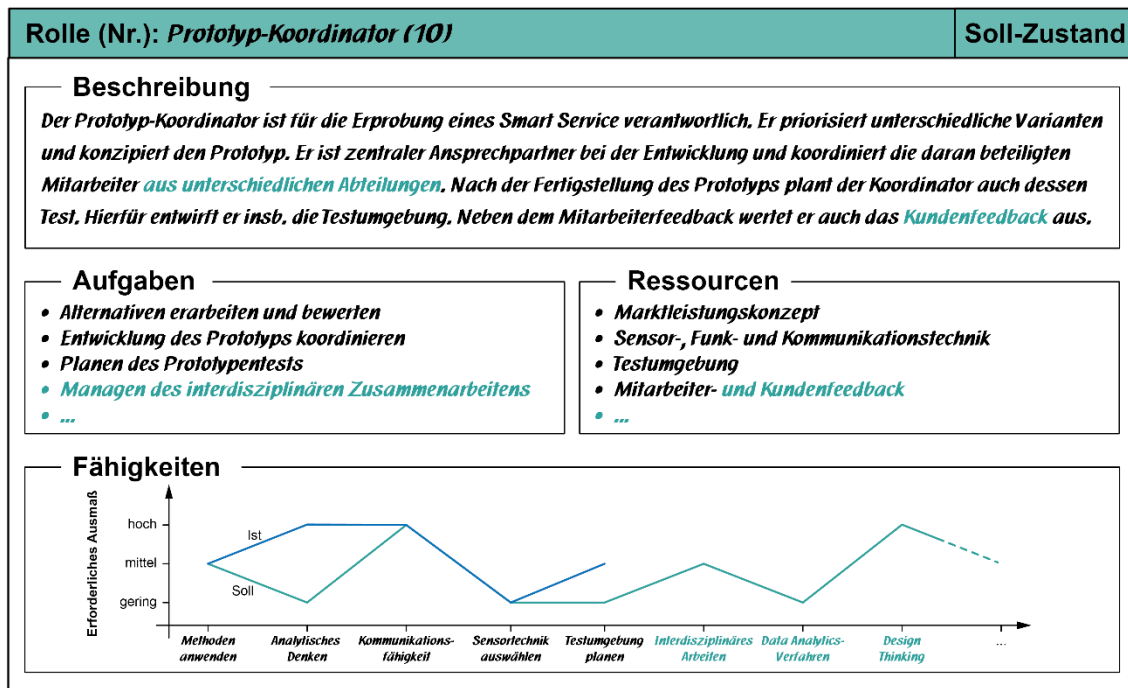 Rolle (Nr.): Prototyp-Koordinator (10)
Soll-Zustand
Beschreibung
Der Prototyp-Koordinator ist für die Erprobung eines Smart Service verantwortlich. Er priorisiert unterschiedliche Varianten
und konzipiert den Prototyp. Er ist zentraler Ansprechpartner bei der Entwicklung und koordiniert die daran beteiligten
Mitarbeiter aus unterschiedlichen Abteilungen. Nach der Fertigstellung des Prototyps plant der Koordinator auch dessen
Test. Hierfür entwirft er insb. die Testumgebung. Neben dem Mitarbeiterfeedback wertet er auch das Kundenfeedback aus.
Aufgaben
• Alternativen erarbeiten und bewerten
• Entwicklung des Prototyps koordinieren
• Planen des Prototypentests
• Managen des interdisziplinären Zusammenarbeitens
• ...
Ressourcen
• Marktleistungskonzept
• Sensor-, Funk- und Kommunikationstechnik
• Testumgebung
• Mitarbeiter- und Kundenfeedback
• ...
Fähigkeiten
Erforderliches Ausmaß
hoch
mittel
gering
Ist
Soll
Methoden
anwenden
Analytisches
Denken
Kommunikations-
fähigkeit
Sensortechnik
auswählen
Testumgebung
planen
Interdisziplinäres
Arbeiten
Data Analytics-
Verfahren
Design
Thinking
...